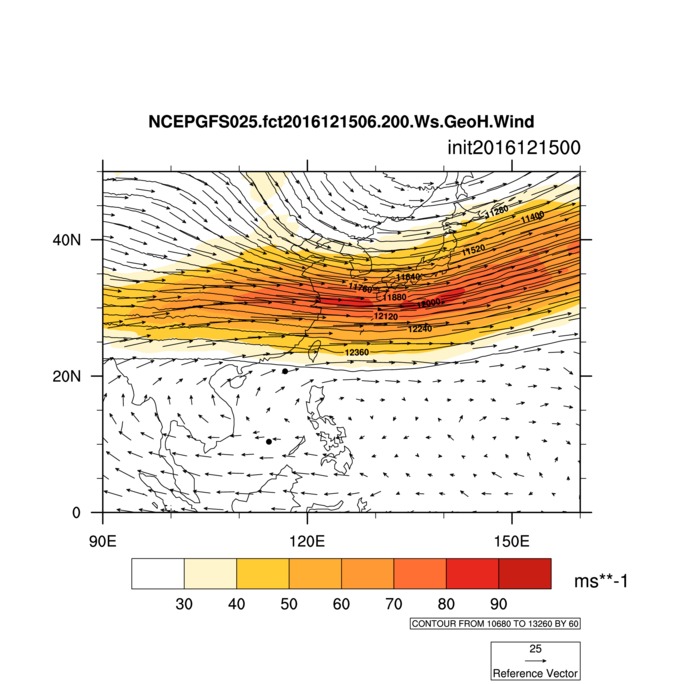 NCEPGFS025.fct2016121506.200.Ws.GeoH.Wind
init2016121500
11280
11400
40N
11520
11640
11760
11880
12000
12120
12240
12360
20N
0
90E 120E 150E
ms**-1
30 40 50 60 70 80 90
CONTOUR FROM 10680 TO 13260 BY 60
25
Reference Vector